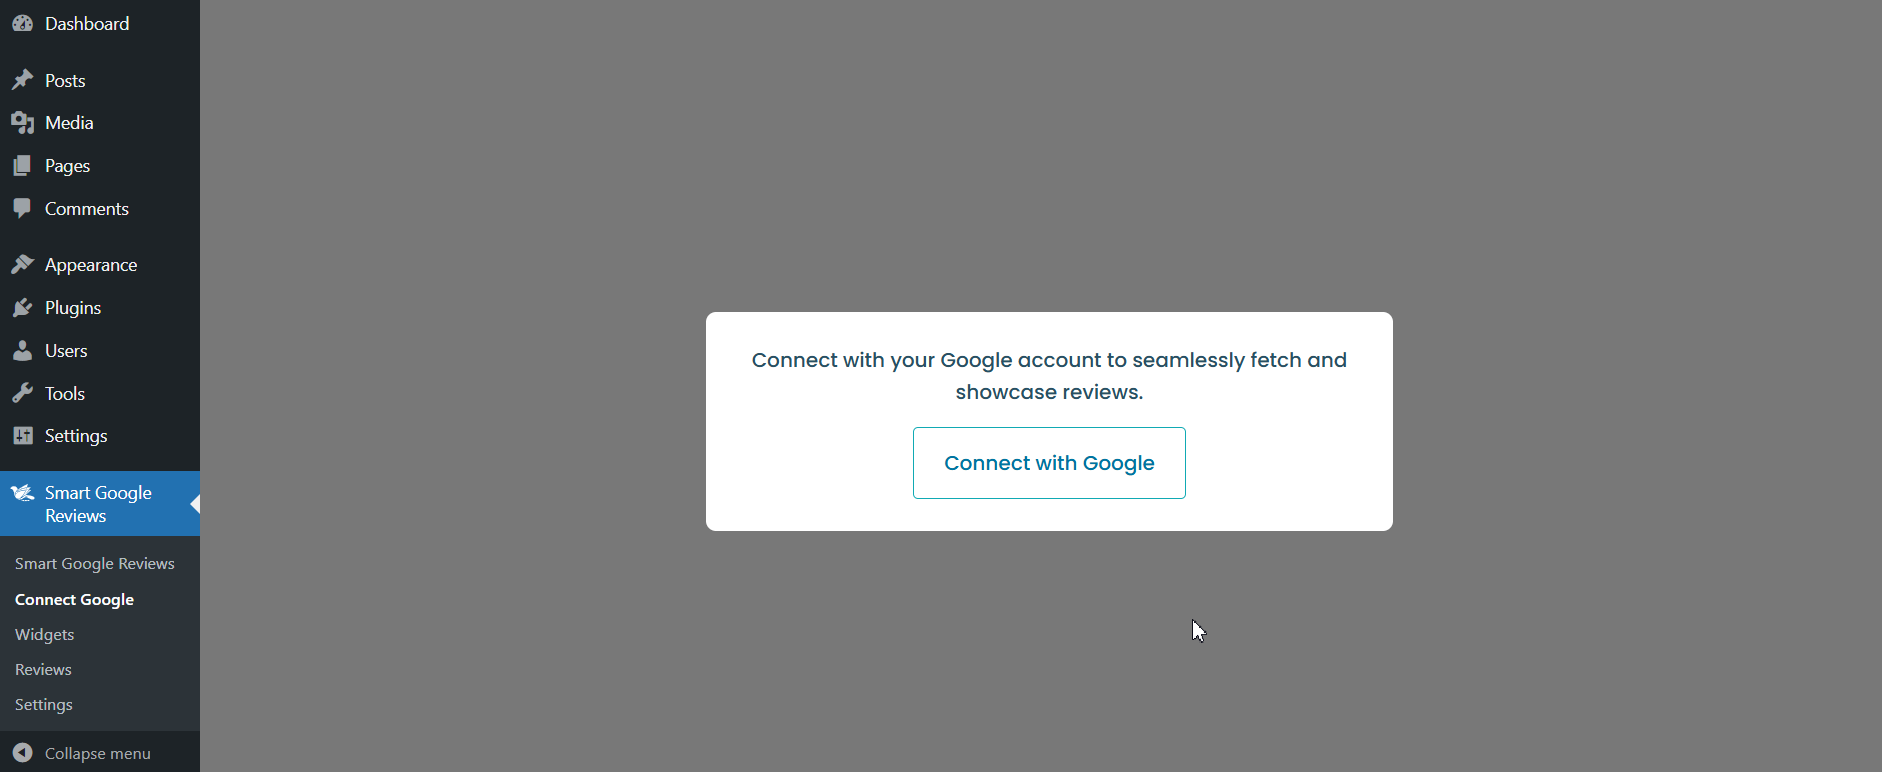 Dashboard
Posts
Media
Pages
Comments
Appearance
Plugins
Users
Tools
Settings
Smart Google
Reviews
Smart Google Reviews
Connect Google
Widgets
Reviews
Settings
Collapse menu
Connect with your Google account to seamlessly fetch and
showcase reviews.
Connect with Google